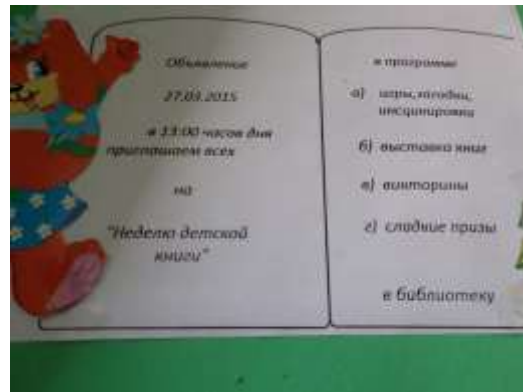 Объявление
27.03.2015
в 13:00 часов дня
приглашаем всех
на
"Неделю детской
книги"
в программе
а) игры, загадки,
инсценировки
б) выставка книг
в) викторины
г) сладкие призы
в библиотеку